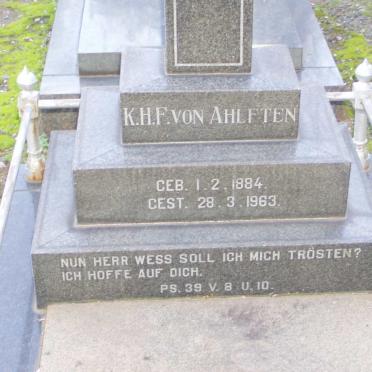 K.H.F. VON AHLFTEN
GEB. 1. 2. 1884.
GEST. 28. 3. 1963.
NUN HERR WESS SOLL ICH MICH TRÖSTEN?
ICH HOFFE AUF DICH.
PS. 39 V. 8 U. 10.